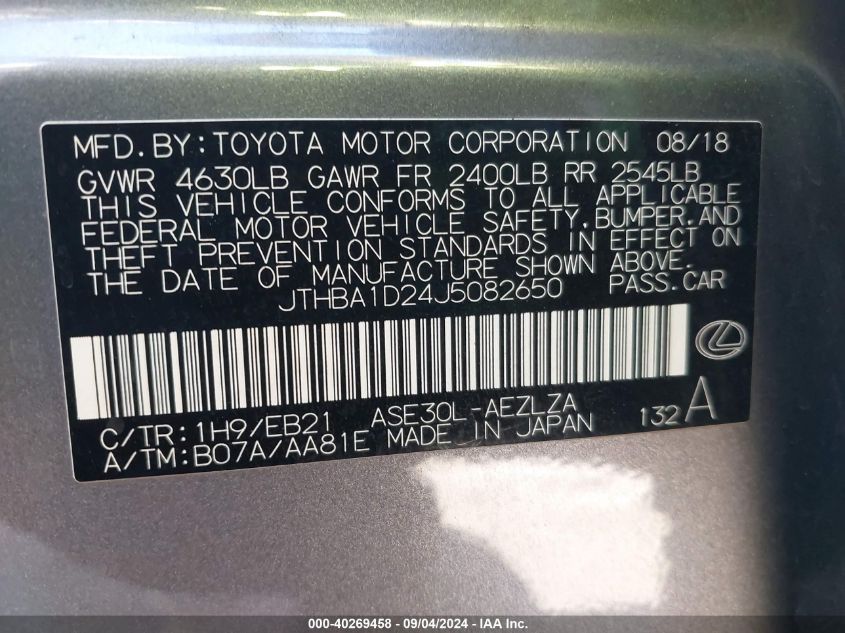 MFD.BY:TOYOTA MOTOR CORPORATION 08/18
GVWR 4630LB GAWR FR 2400LB RR 2545LB
THIS VEHICLE CONFORMS TO ALL APPLICABLE
FEDERAL MOTOR VEHICLE SAFETY,BUMPER,AND
THEFT PREVENTION STANDARDS IN EFFECT ON
THE DATE OF MANUFACTURE SHOWN ABOVE.
JTHBA1D24J5082650 PASS.CAR
C/TR:1H9/EB21 ASE30L-AEZLZA 132A
A/TM:B07A/AA81E MADE IN JAPAN
000-40269458 - 09/04/2024 - IAA Inc.